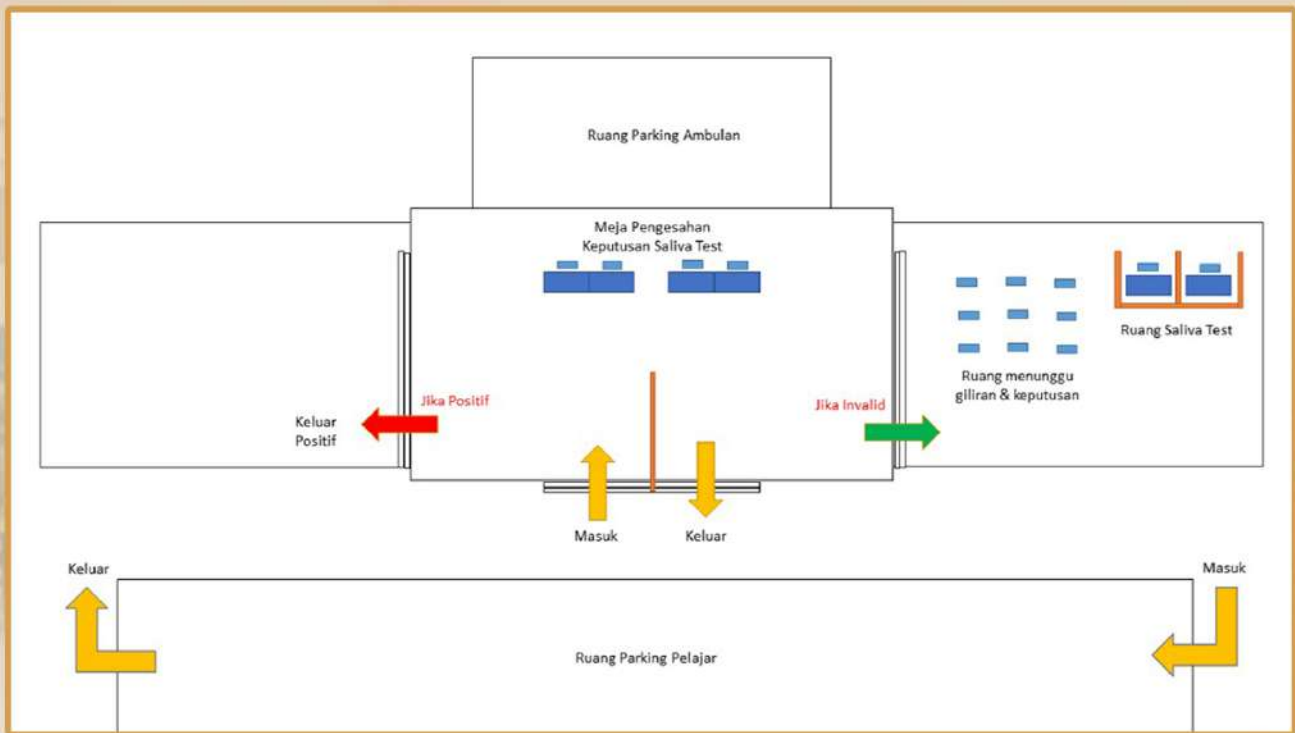 Ruang Parking Ambulan
Meja Pengesahan
Keputusan Saliva Test
Ruang Saliva Test
Ruang menunggu
giliran & keputusan
Jika Positif
Jika Invalid
Keluar
Positif
Masuk
Keluar
Keluar
Masuk
Ruang Parking Pelajar